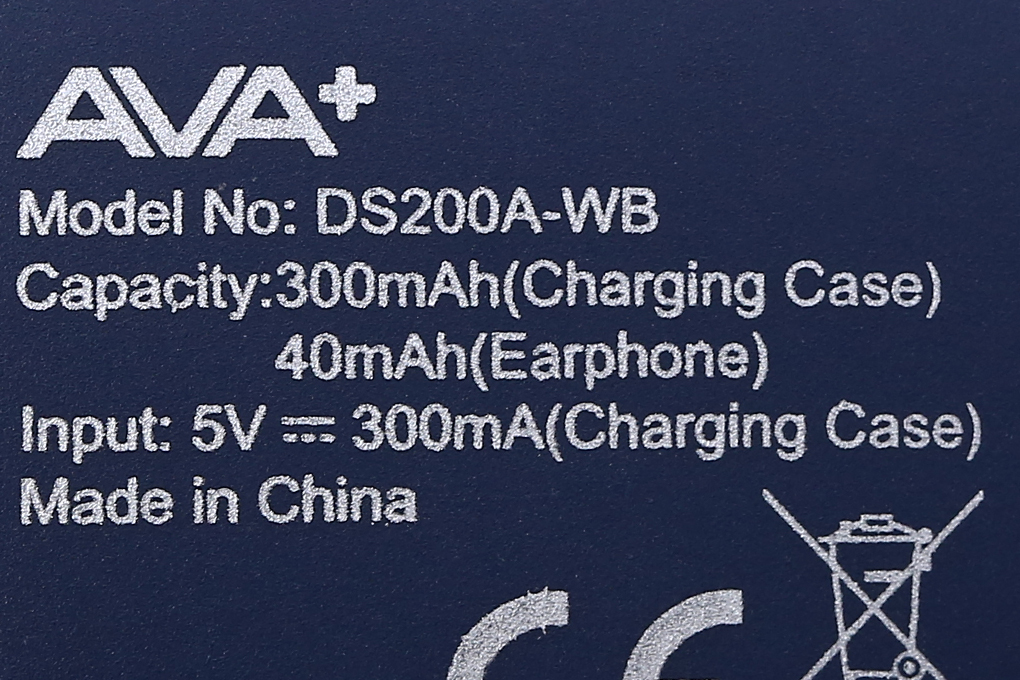 AVA+
Model No: DS200A-WB
Capacity:300mAh(Charging Case)
40mAh(Earphone)
Input: 5V ⎓ 300mA(Charging Case)
Made in China
CE